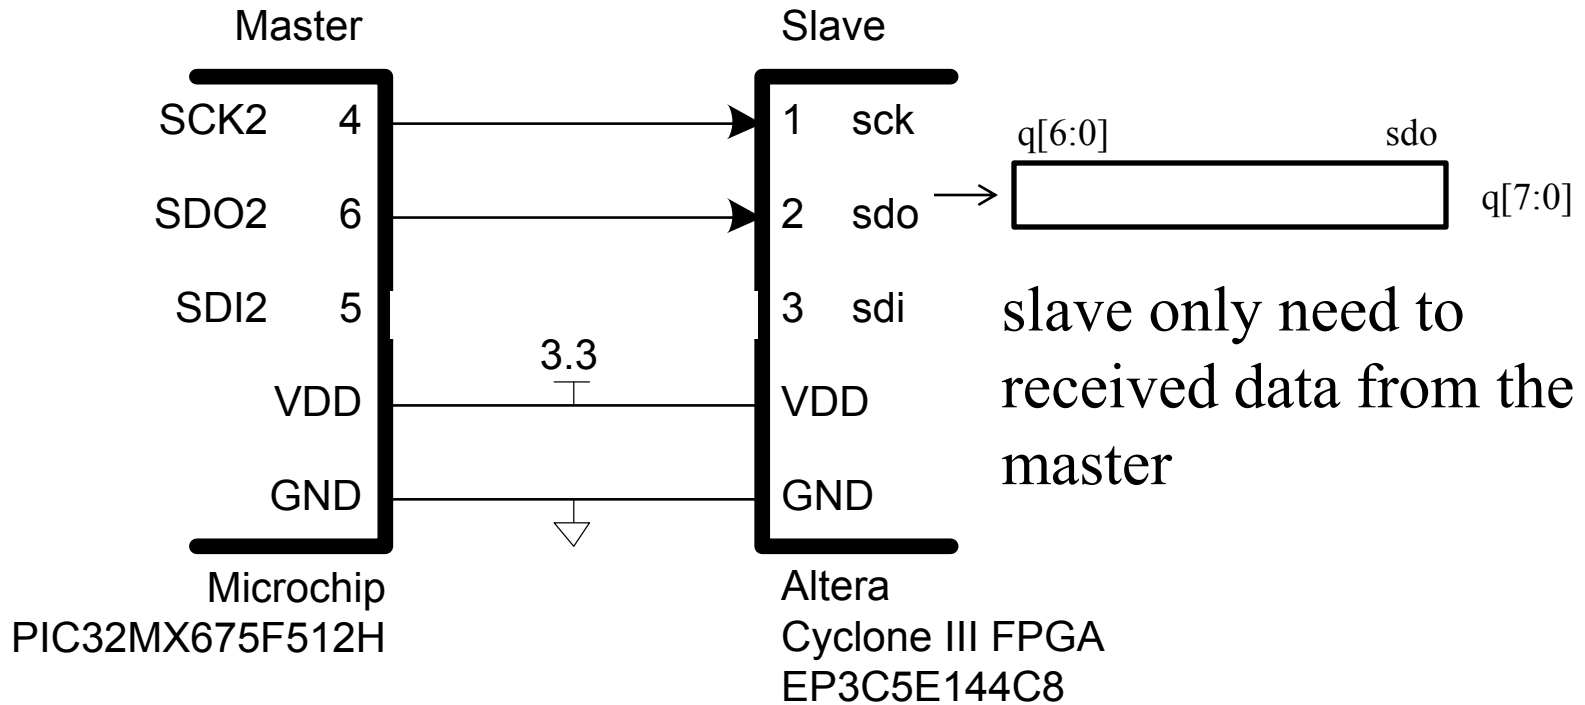 Master
Slave
SCK2 4
1 sck
q[6:0] sdo
SDO2 6
2 sdo
q[7:0]
SDI2 5
3 sdi
slave only need to
received data from the
master
3.3
VDD
VDD
GND
GND
Microchip
PIC32MX675F512H
Altera
Cyclone III FPGA
EP3C5E144C8